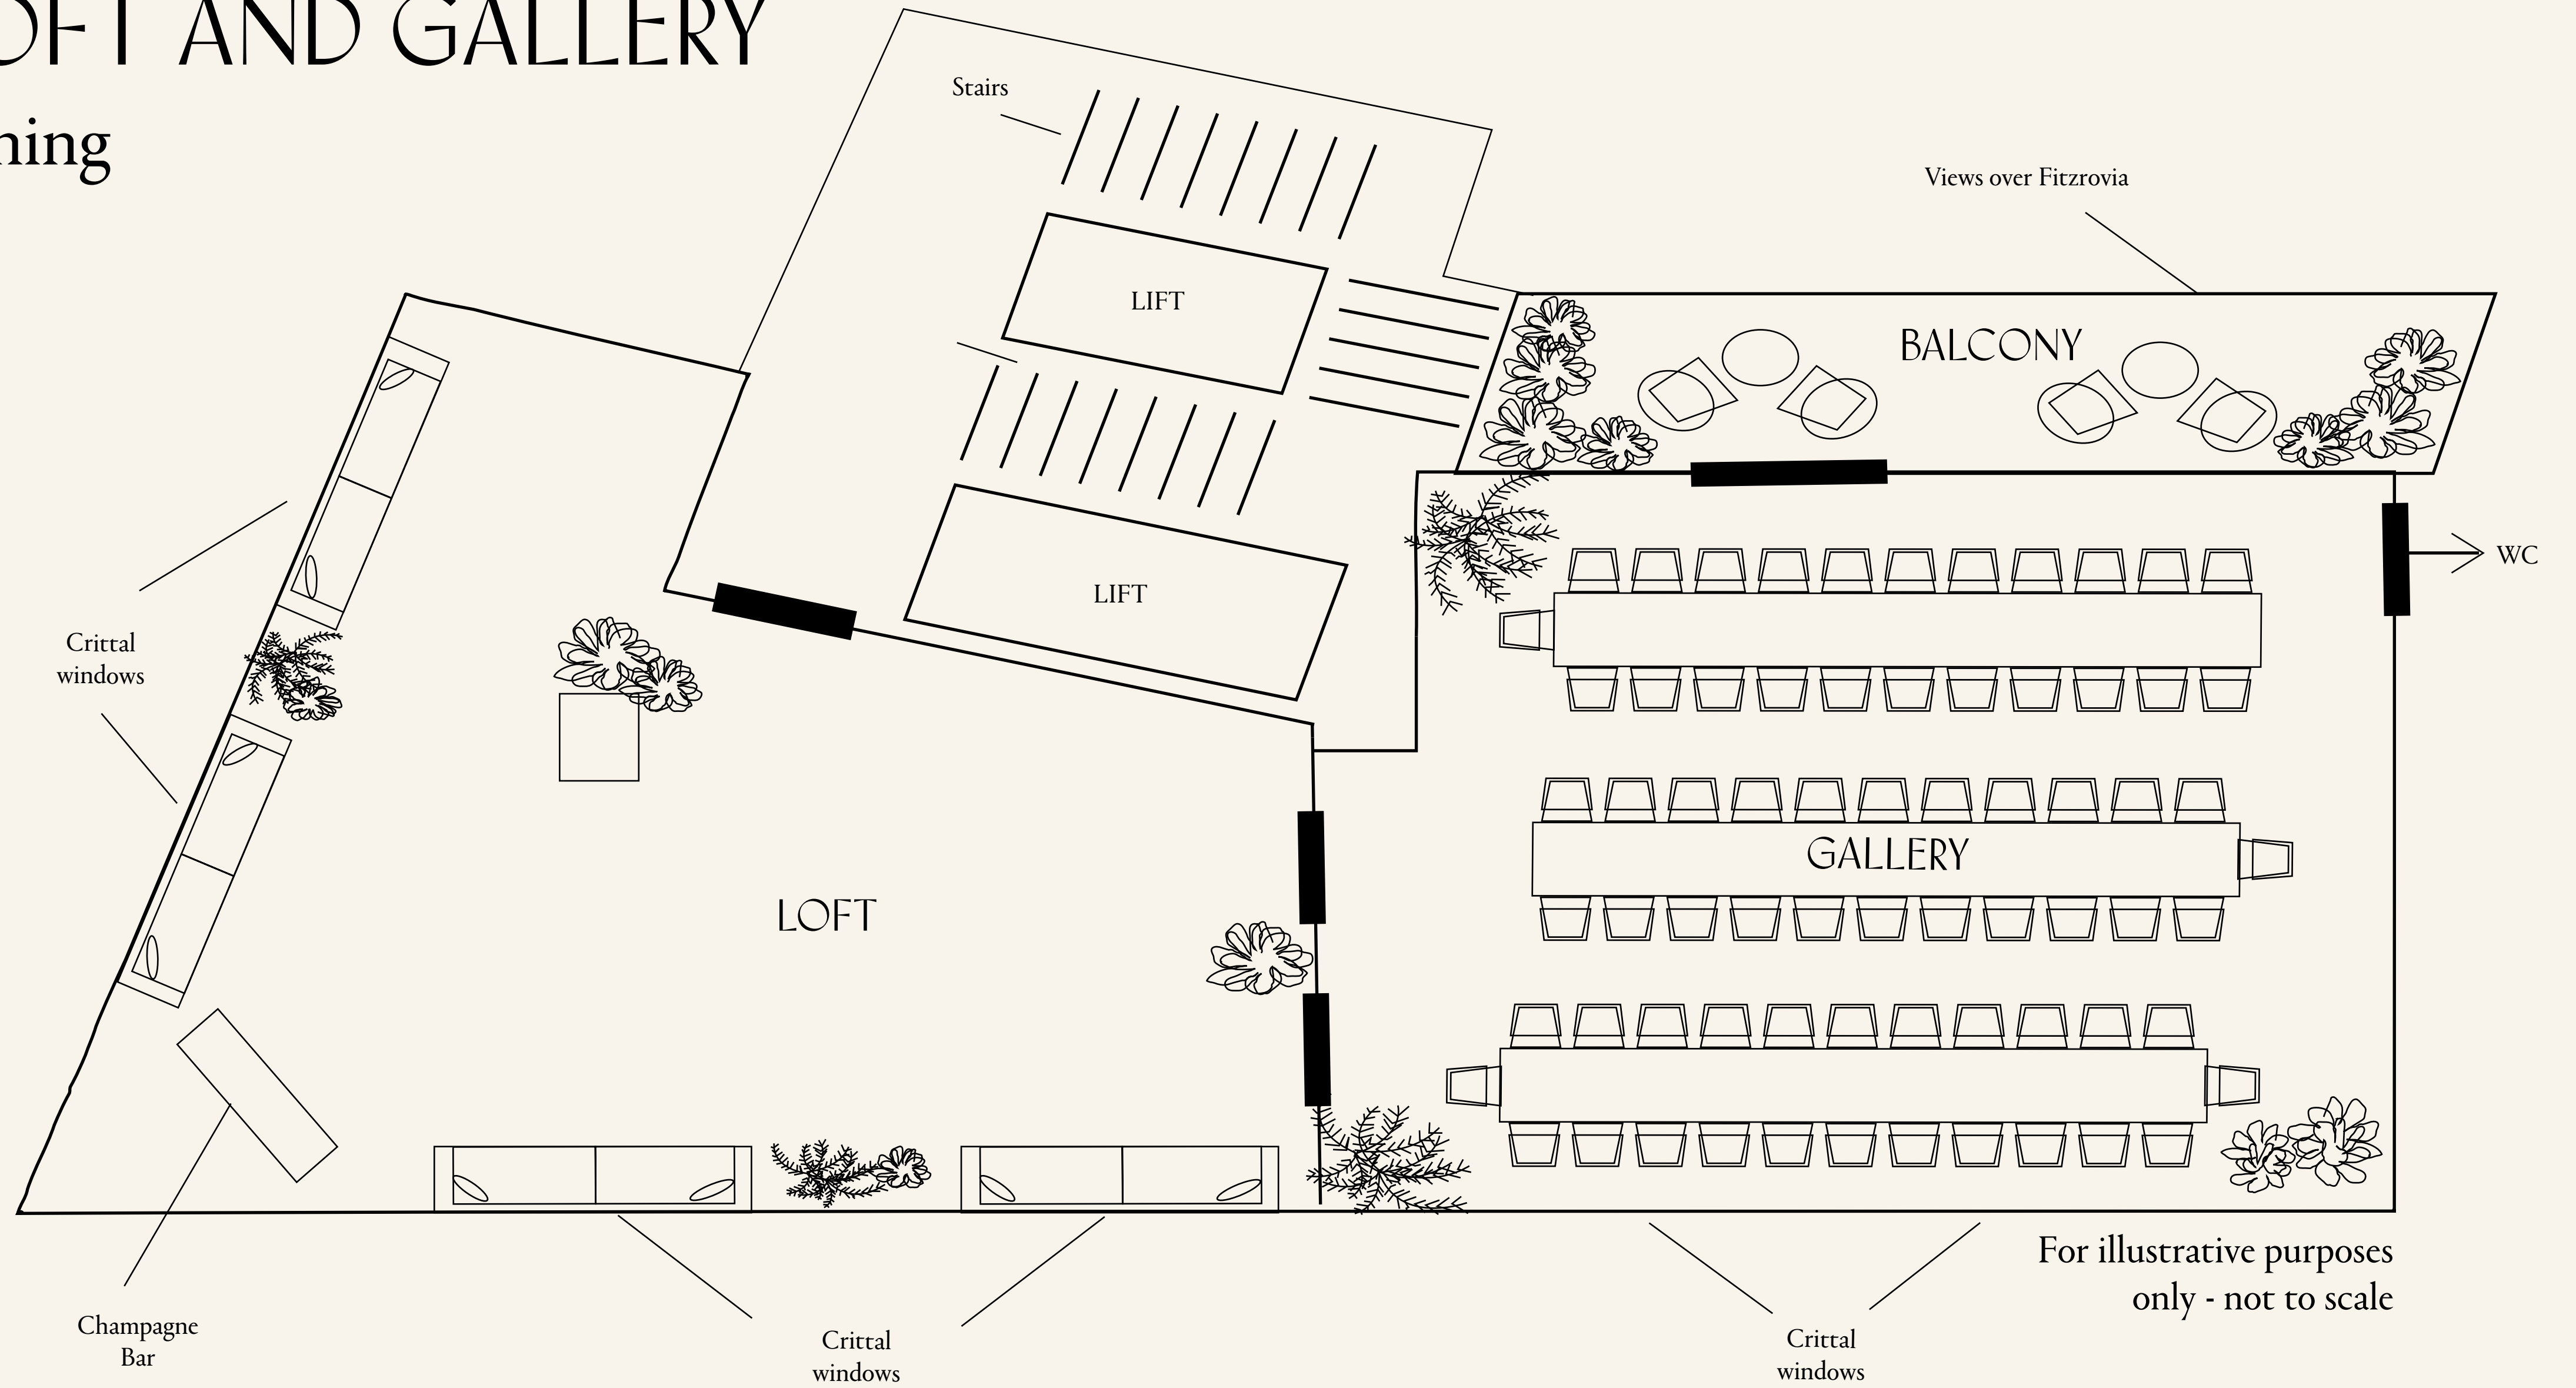 OFT AND GALLERY
ning
Stairs
Views over Fitzrovia
LIFT
BALCONY
WC
LIFT
Crittal
windows
GALLERY
LOFT
For illustrative purposes
only - not to scale
Champagne
Bar
Crittal
windows
Crittal
windows